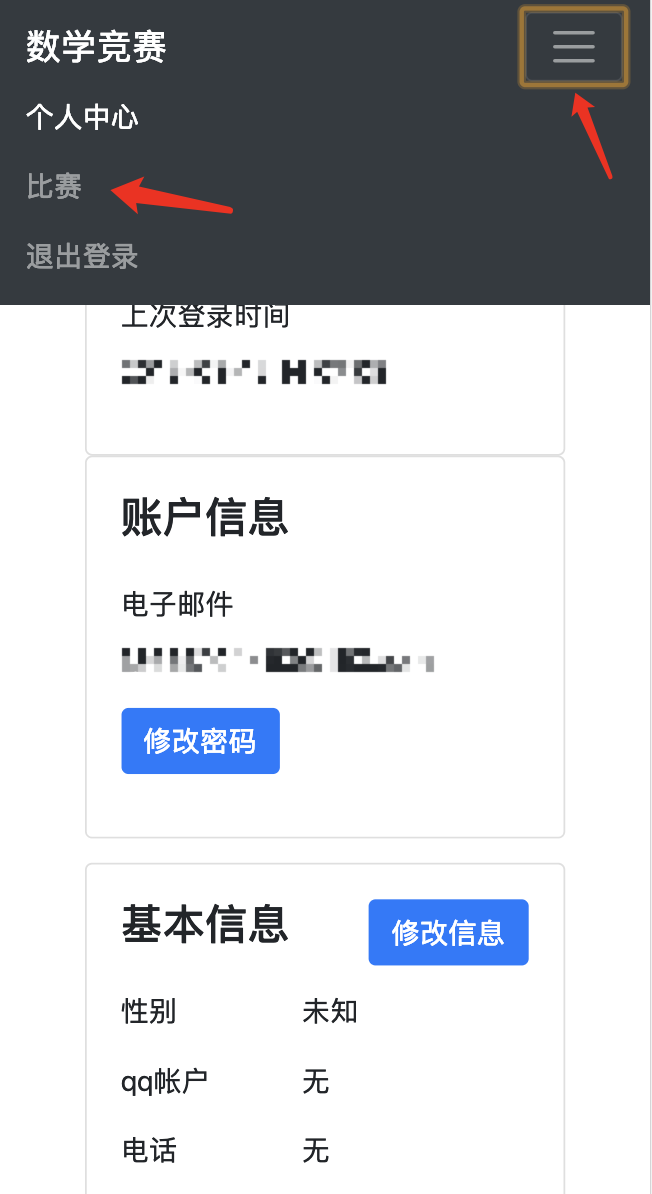 数学竞赛
个人中心
比赛
退出登录
上次登录时间
账户信息
电子邮件
修改密码
基本信息
修改信息
性别 未知
qq帐户 无
电话 无